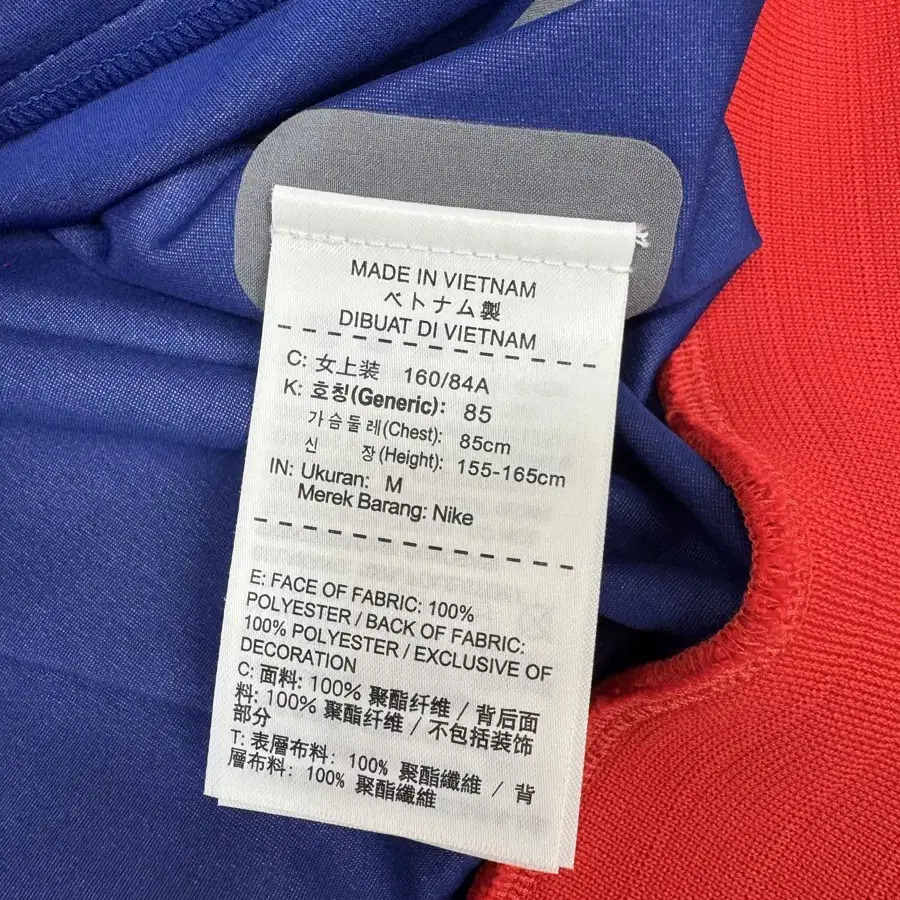 MADE IN VIETNAM
ベトナム製
DIBUAT DI VIETNAM
C: 女上装 160/84A
K: 호칭(Generic): 85
가슴둘레(Chest): 85cm
신 장(Height): 155-165cm
IN: Ukuran: M
Merek Barang: Nike
E: FACE OF FABRIC: 100%
POLYESTER / BACK OF FABRIC:
100% POLYESTER / EXCLUSIVE OF
DECORATION
C: 面料: 100% 聚酯纤维 / 背后面
料: 100% 聚酯纤维 / 不包括装饰
部分
T: 表層布料: 100% 聚酯纖維 / 背
層布料: 100% 聚酯纖維